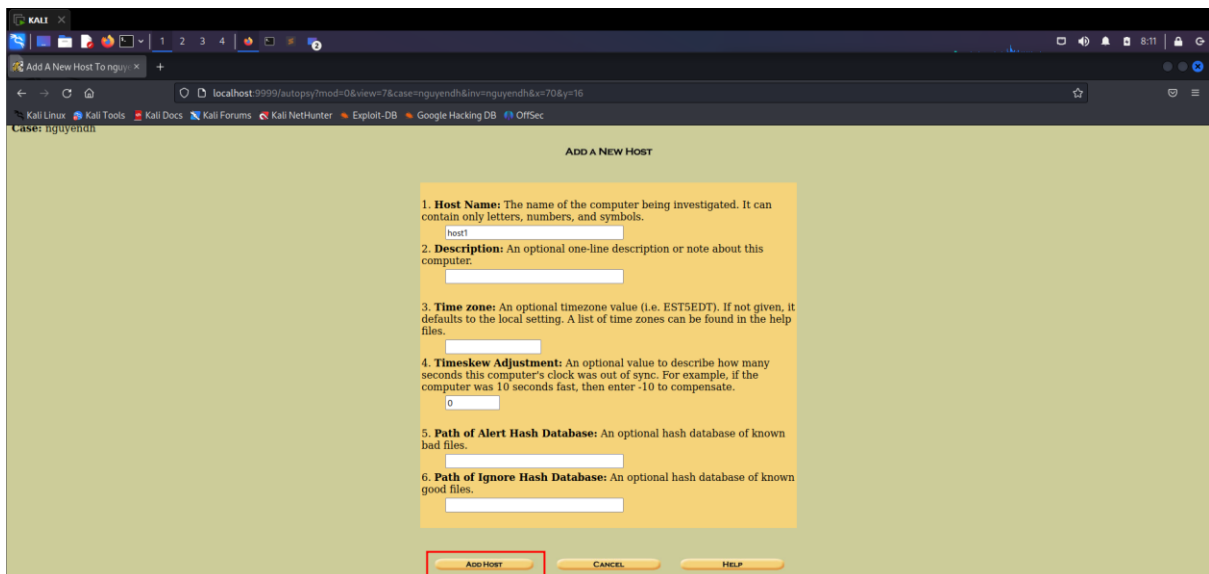 KALI
1 2 3 4
2
8:11
Add A New Host To nguye
localhost:9999/autopsy?mod=0&view=7&case=nguyendh&inv=nguyendh&x=70&y=16
Kali Linux Kali Tools Kali Docs Kali Forums Kali NetHunter Exploit-DB Google Hacking DB OffSec
Case: nguyendh
ADD A NEW HOST
1. Host Name: The name of the computer being investigated. It can
contain only letters, numbers, and symbols.
host1
2. Description: An optional one-line description or note about this
computer.
3. Time zone: An optional timezone value (i.e. EST5EDT). If not given, it
defaults to the local setting. A list of time zones can be found in the help
files.
4. Timeskew Adjustment: An optional value to describe how many
seconds this computer's clock was out of sync. For example, if the
computer was 10 seconds fast, then enter -10 to compensate.
0
5. Path of Alert Hash Database: An optional hash database of known
bad files.
6. Path of Ignore Hash Database: An optional hash database of known
good files.
ADD HOST CANCEL HELP